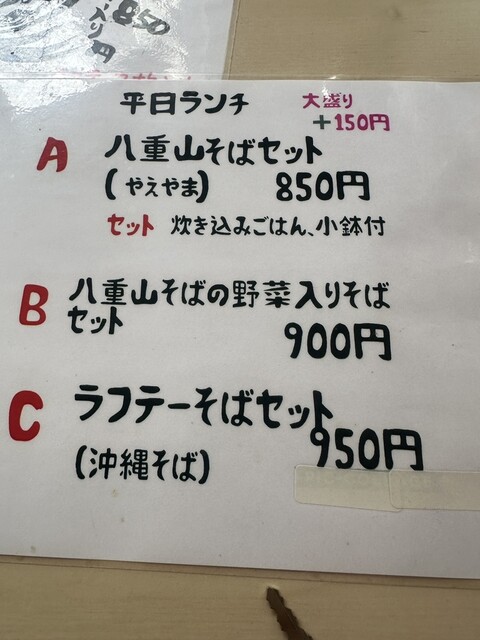 850
円
平日ランチ 大盛り
+150円
A 八重山そばセット
(やえやま) 850円
セット 炊き込みごはん、小鉢付
B 八重山そばの野菜入りそば
セット
900円
C ラフテーそばセット
950円
(沖縄そば)